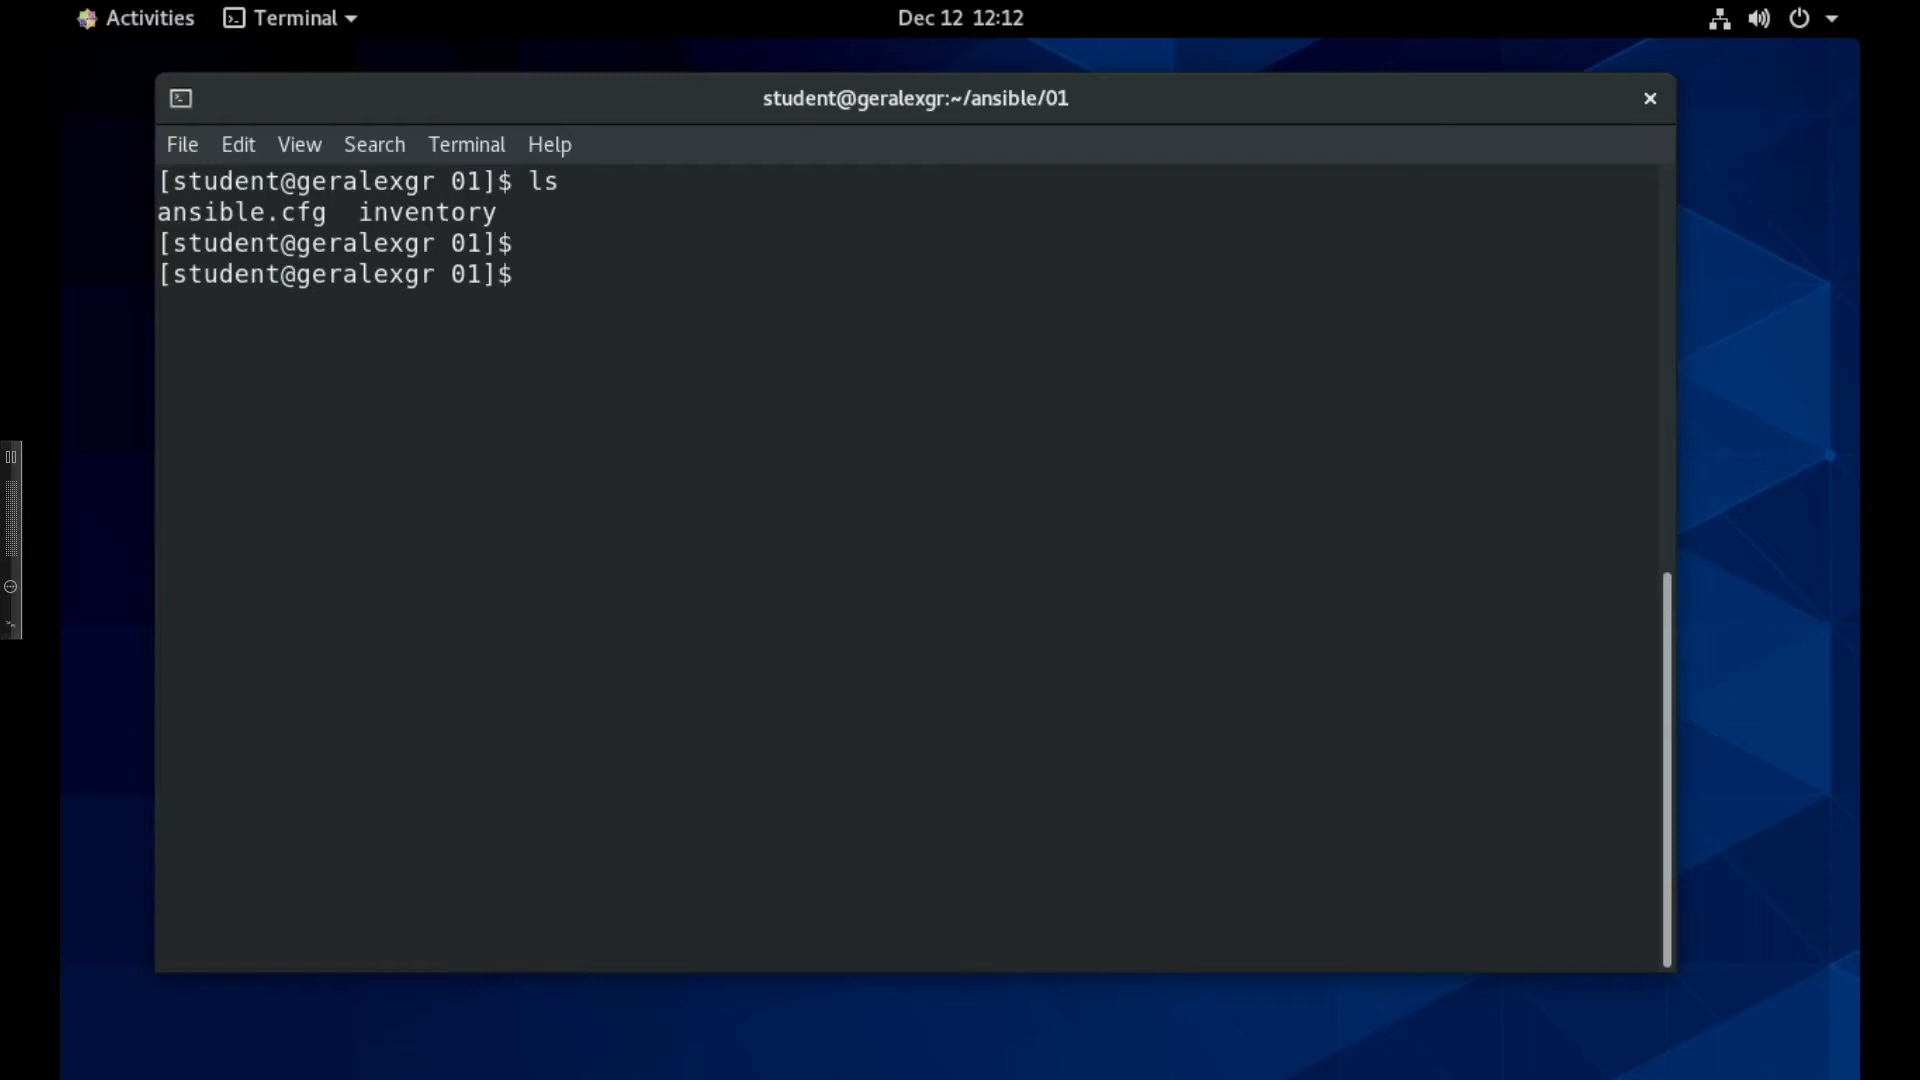 Activities Terminal Dec 12 12:12
student@geralexgr:~/ansible/01
File Edit View Search Terminal Help
[student@geralexgr 01]$ ls
ansible.cfg inventory
[student@geralexgr 01]$
[student@geralexgr 01]$